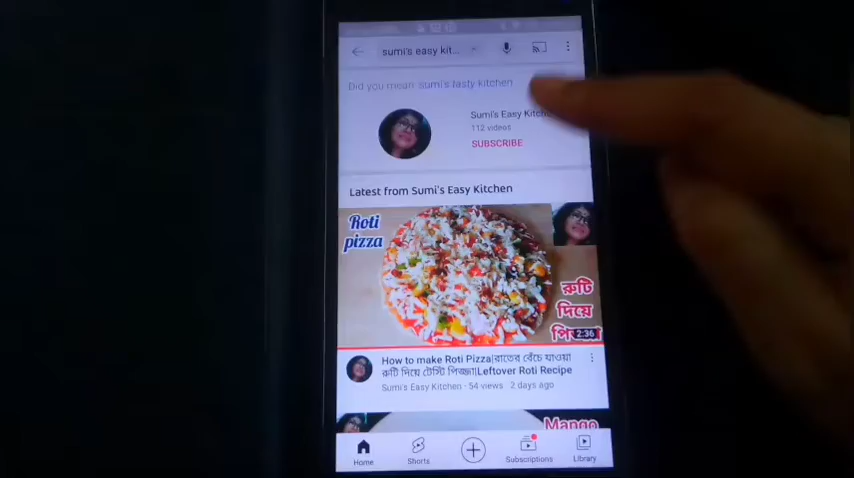 sumi's easy kit...
Did you mean sumi's tasty kitchen
Sumi's Easy Kitche
112 videos
SUBSCRIBE
Latest from Sumi's Easy Kitchen
Roti
pizza
রুটি
দিয়ে
2:36
How to make Roti Pizza|রাতের বেঁচে যাওয়া
রুটি দিয়ে টেস্টি পিজ্জা|Leftover Roti Recipe
Sumi's Easy Kitchen · 54 views · 2 days ago
Mango
Home
Shorts
Subscriptions
Library